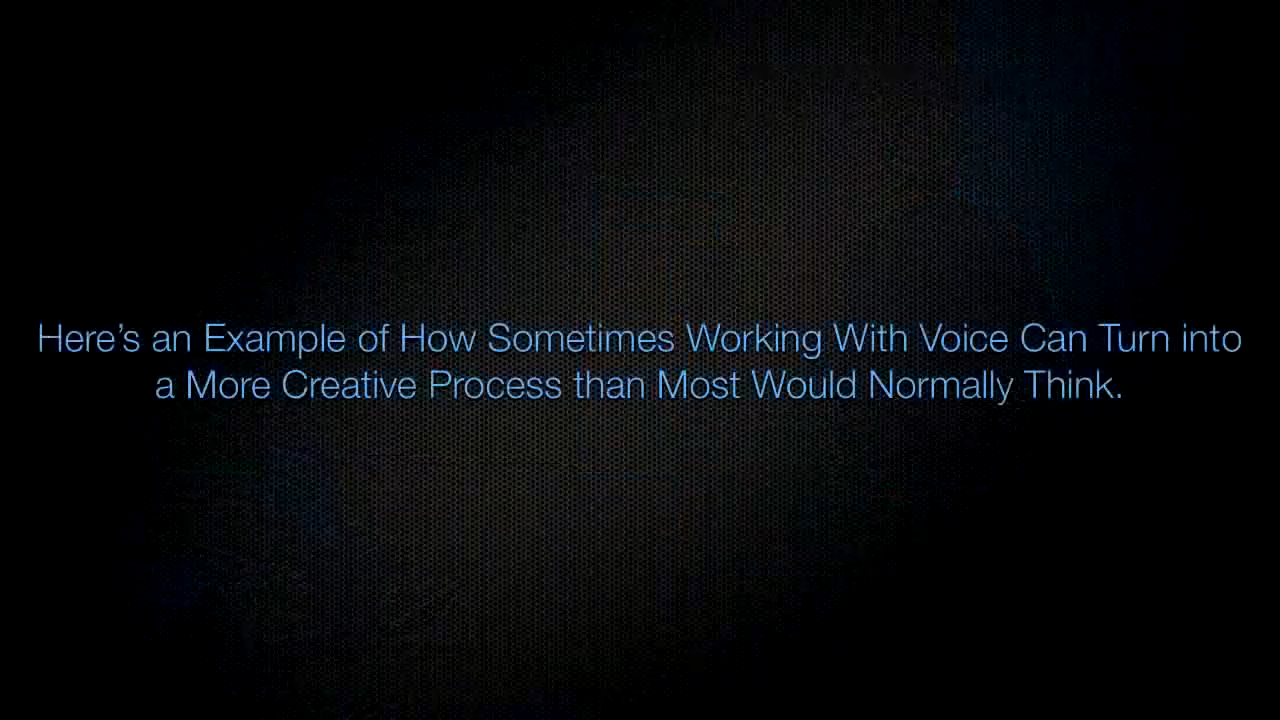 Here’s an Example of How Sometimes Working With Voice Can Turn into
a More Creative Process than Most Would Normally Think.